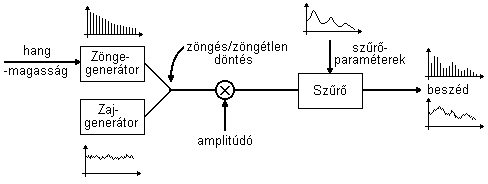 hang
-magasság
Zönge-
generátor
Zaj-
generátor
zöngés/zöngétlen
döntés
amplitúdó
szűrő-
paraméterek
Szűrő
beszéd